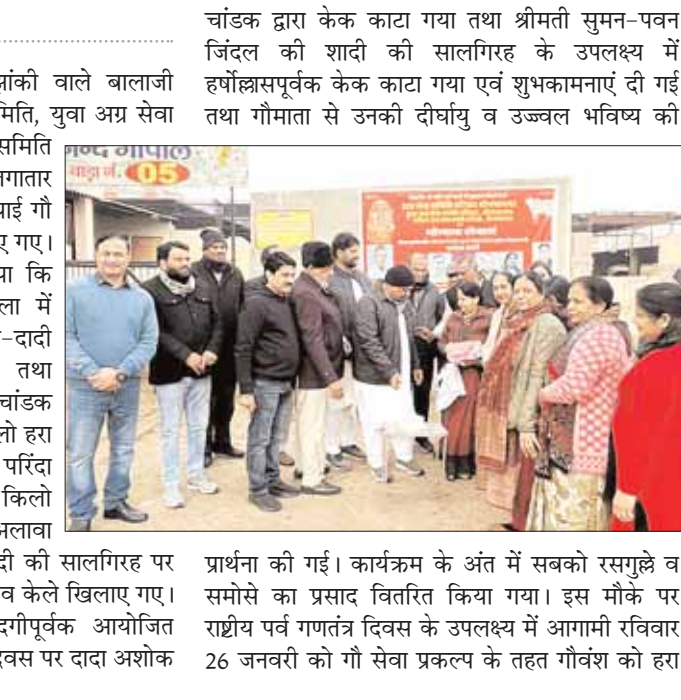 झांकी वाले बालाजी
समिति, युवा अग्र सेवा
समिति
लगातार
गौ
गए।
कि
में
-दादी
तथा
चांडक
हरा
परिंदा
किलो
अलावा
की सालगिरह पर
व केले खिलाए गए।
आयोजित
पर दादा अशोक
चांडक द्वारा केक काटा गया तथा श्रीमती सुमन-पवन
जिंदल की शादी की सालगिरह के उपलक्ष्य में
हर्षोल्लासपूर्वक केक काटा गया एवं शुभकामनाएं दी गई
तथा गौमाता से उनकी दीर्घायु व उज्ज्वल भविष्य की
गोपाल
बाड़ा नं. 05
प्रार्थना की गई। कार्यक्रम के अंत में सबको रसगुल्ले व
समोसे का प्रसाद वितरित किया गया। इस मौके पर
राष्ट्रीय पर्व गणतंत्र दिवस के उपलक्ष्य में आगामी रविवार
26 जनवरी को गौ सेवा प्रकल्प के तहत गौवंश को हरा